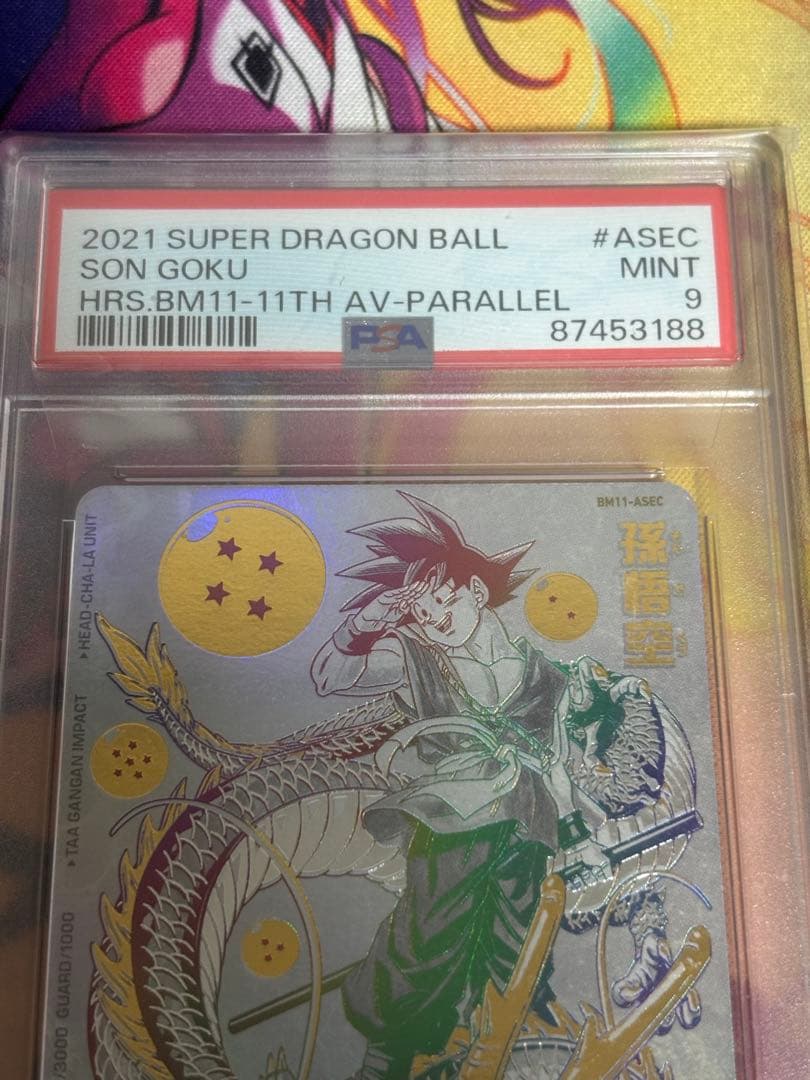 2021 SUPER DRAGON BALL #ASEC
SON GOKU MINT
HRS.BM11-11TH AV-PARALLEL 9
PSA 87453188
BM11-ASEC
孫悟空
▸HEAD-CHA-LA UNIT
▸TAA GANGAN IMPACT
/3000 GUARD/1000